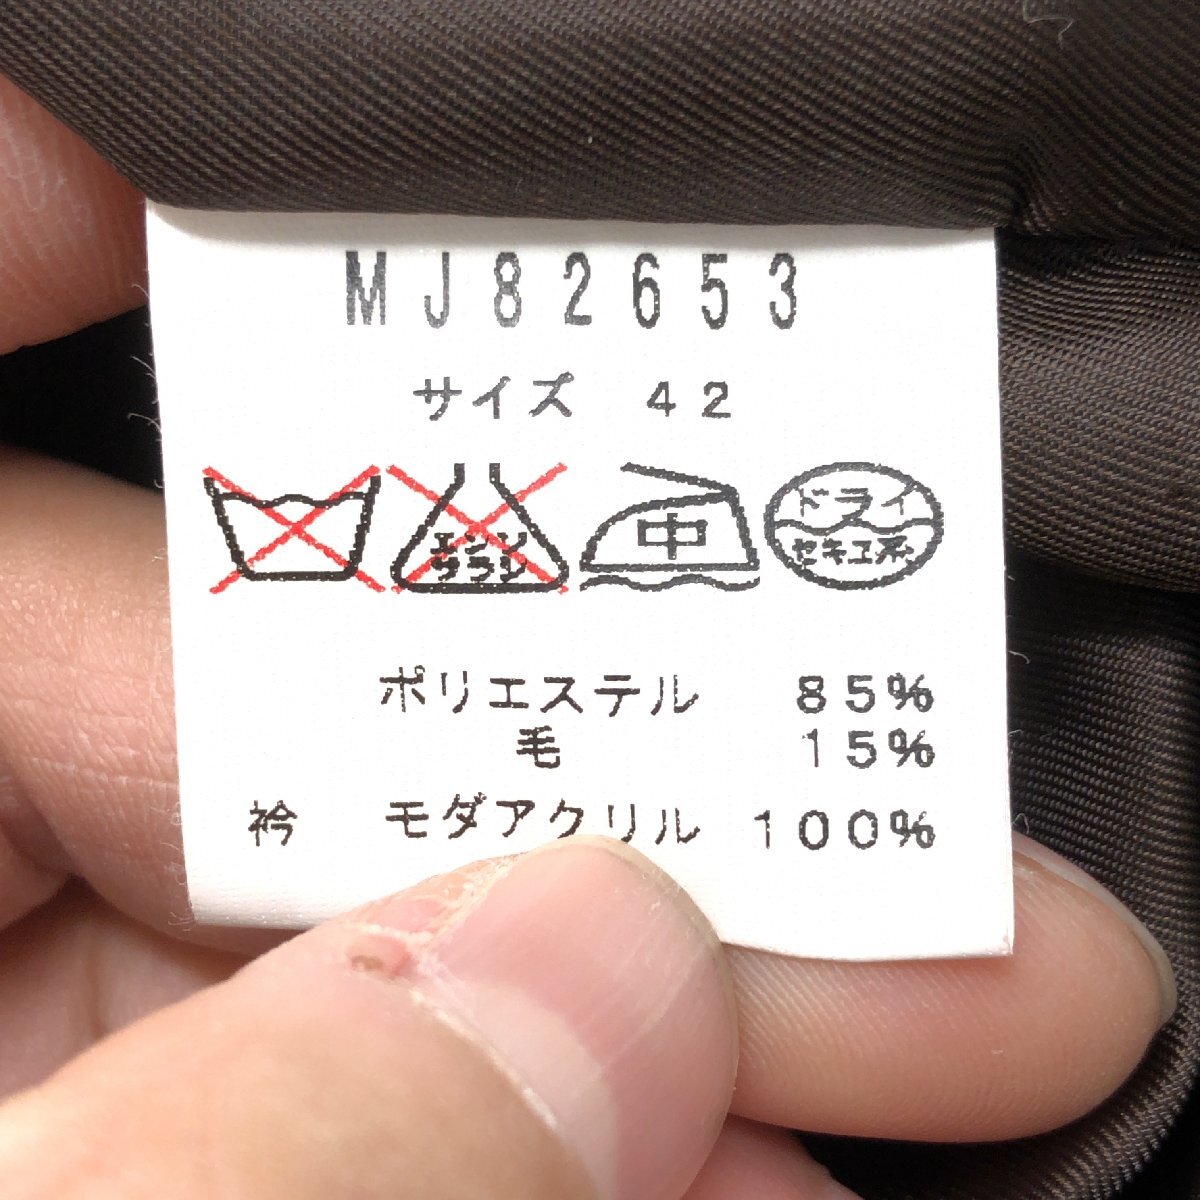 MJ82653
サイズ 42
エンソ
サラシ
中
ドライ
セキユ系
ポリエステル 85%
毛 15%
衿 モダアクリル 100%